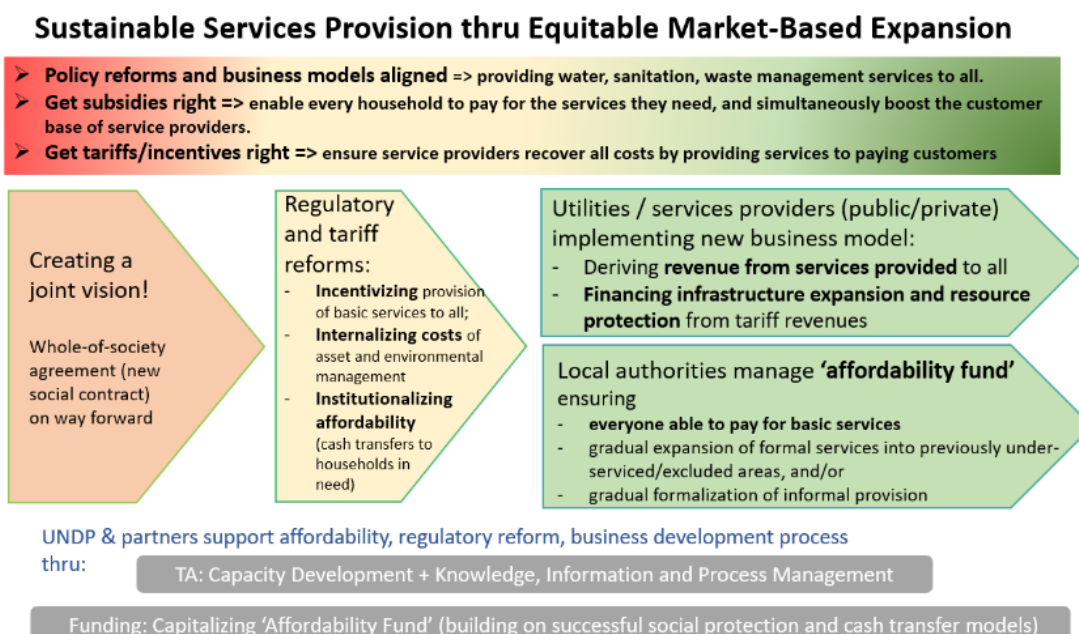 Sustainable Services Provision thru Equitable Market-Based Expansion
➤ Policy reforms and business models aligned => providing water, sanitation, waste management services to all.
➤ Get subsidies right => enable every household to pay for the services they need, and simultaneously boost the customer
base of service providers.
➤ Get tariffs/incentives right => ensure service providers recover all costs by providing services to paying customers
Creating a
joint vision!
Whole-of-society
agreement (new
social contract)
on way forward
Regulatory
and tariff
reforms:
- Incentivizing provision
of basic services to all;
- Internalizing costs of
asset and environmental
management
- Institutionalizing
affordability
(cash transfers to
households in
need)
Utilities / services providers (public/private)
implementing new business model:
- Deriving revenue from services provided to all
- Financing infrastructure expansion and resource
protection from tariff revenues
Local authorities manage ‘affordability fund’
ensuring
- everyone able to pay for basic services
- gradual expansion of formal services into previously under-
serviced/excluded areas, and/or
- gradual formalization of informal provision
UNDP & partners support affordability, regulatory reform, business development process
thru:
TA: Capacity Development + Knowledge, Information and Process Management
Funding: Capitalizing ‘Affordability Fund’ (building on successful social protection and cash transfer models)